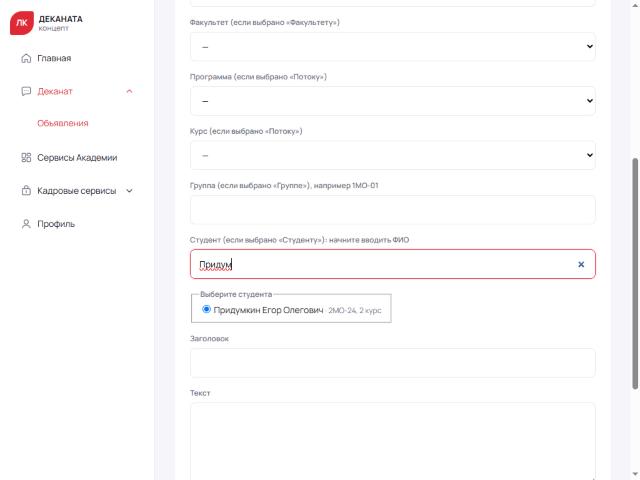 ЛК
ДЕКАНАТА
концепт
Главная
Деканат
Объявления
Сервисы Академии
Кадровые сервисы
Профиль
Факультет (если выбрано «Факультету»)
—
Программа (если выбрано «Потоку»)
—
Курс (если выбрано «Потоку»)
—
Группа (если выбрано «Группе»), например 1МО-01
Студент (если выбрано «Студенту»): начните вводить ФИО
Придум
Выберите студента
Придумкин Егор Олегович · 2МО-24, 2 курс
Заголовок
Текст